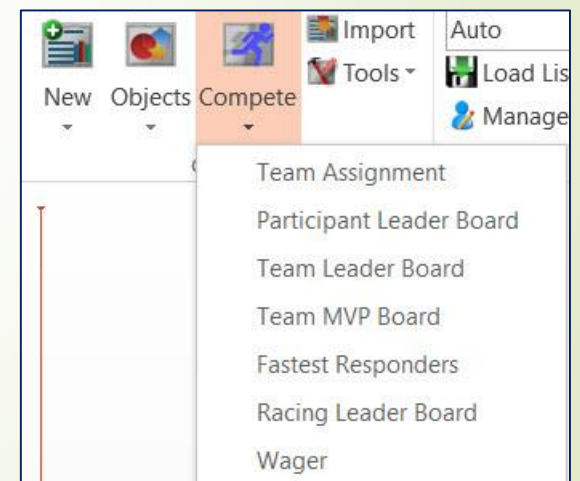 Import
Auto
Tools
Load Lis
New Objects Compete
Manage
Team Assignment
Participant Leader Board
Team Leader Board
Team MVP Board
Fastest Responders
Racing Leader Board
Wager